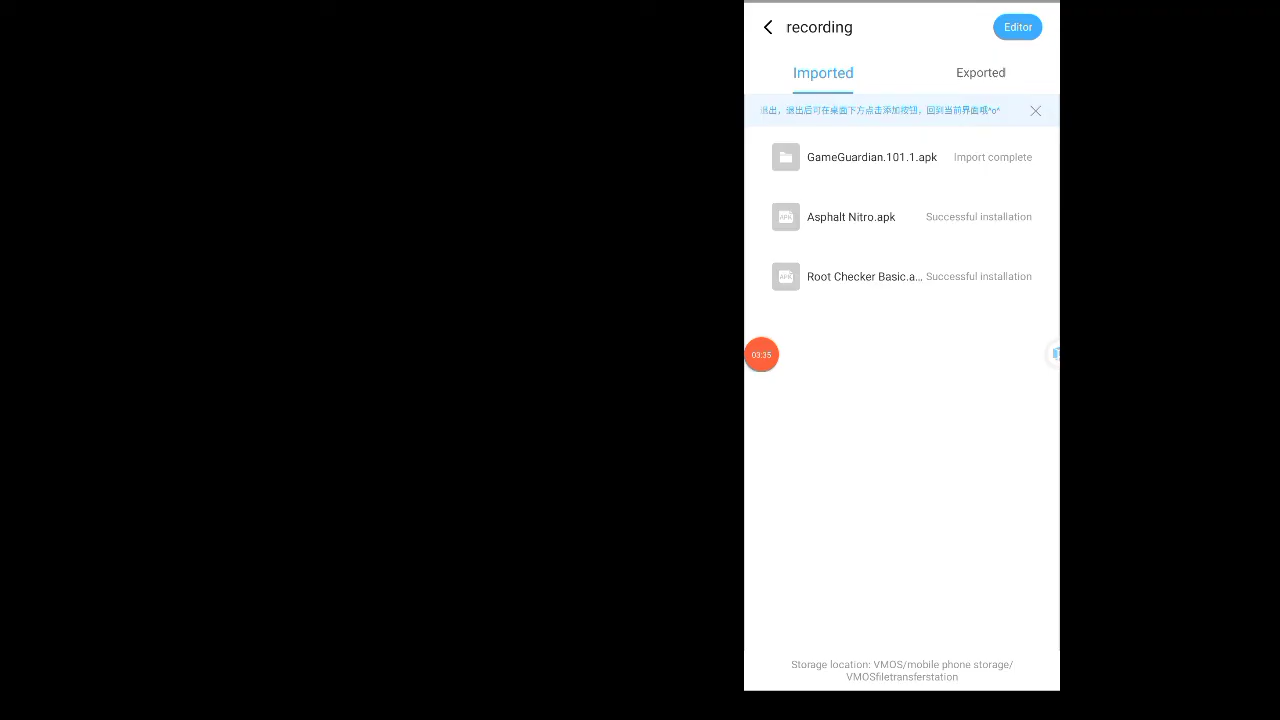 recording
Editor
Imported
Exported
退出，退出后可在桌面下方点击添加按钮，回到当前界面哦^o^
GameGuardian.101.1.apk
Import complete
APK
Asphalt Nitro.apk
Successful installation
APK
Root Checker Basic.a...
Successful installation
03:35
Storage location: VMOS/mobile phone storage/
VMOSfiletransferstation